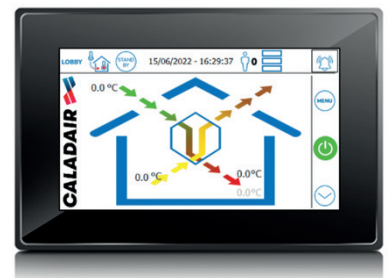 LOBBY
STAND BY
15/06/2022 - 16:29:37
0
0.0 °C
MENU
CALADAIR
0.0 °C
0.0°C
0.0°C